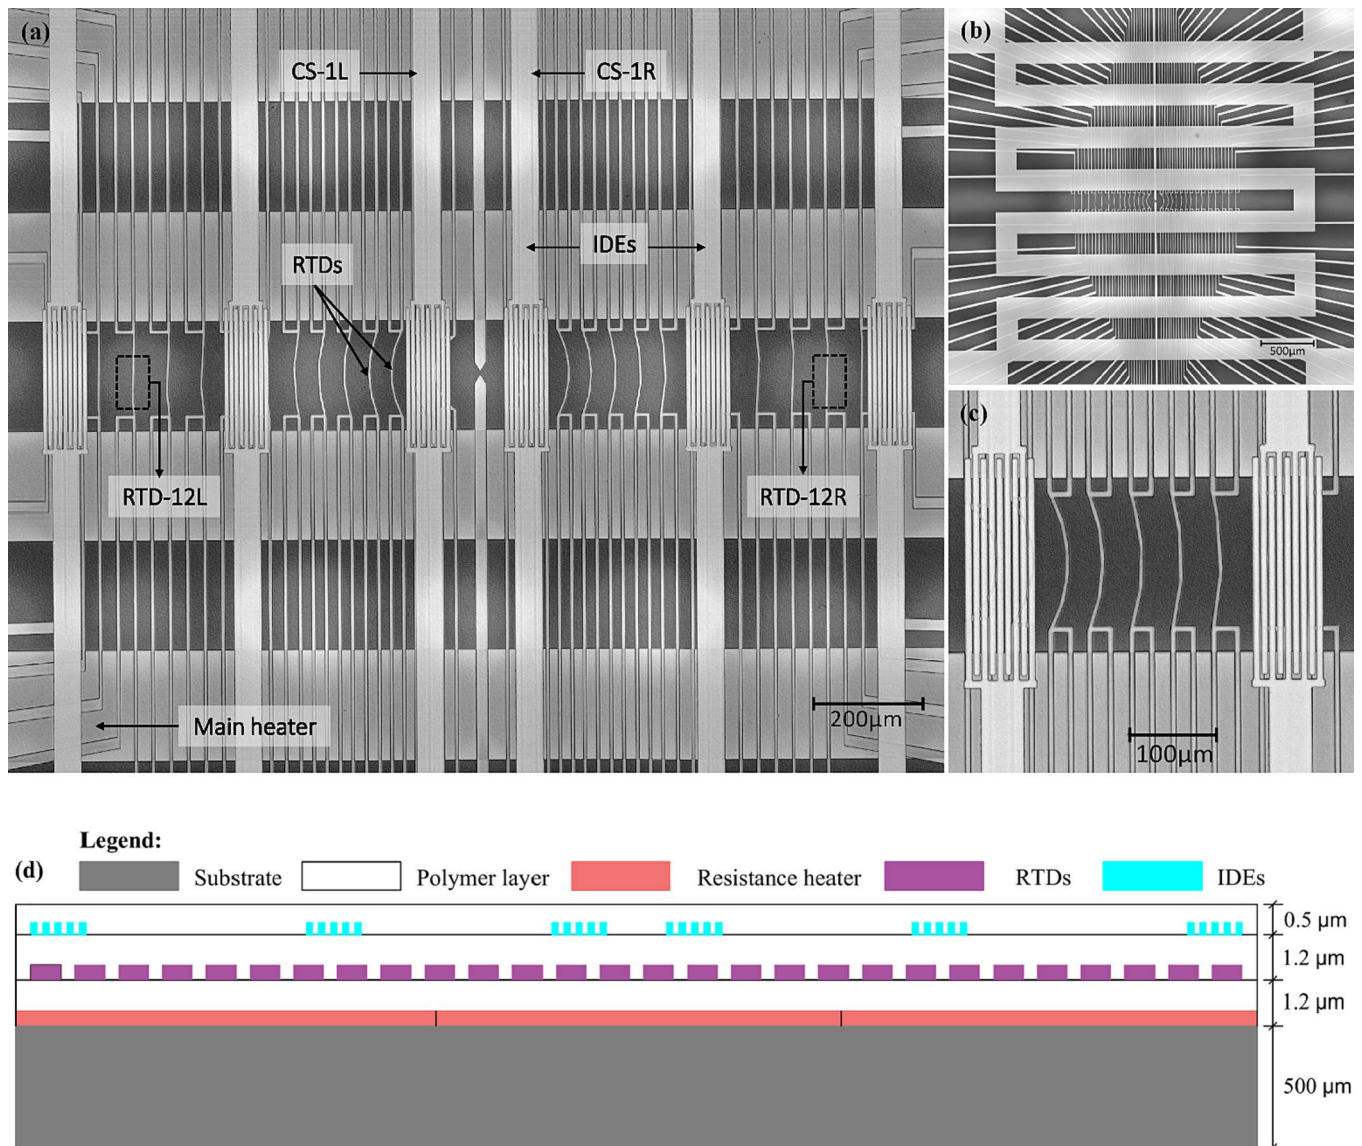 (a)
CS-1L
CS-1R
IDEs
RTDs
RTD-12L
RTD-12R
Main heater
200µm
(b)
500µm
(c)
100µm
Legend:
(d)
Substrate
Polymer layer
Resistance heater
RTDs
IDEs
0.5 µm
1.2 µm
1.2 µm
500 µm